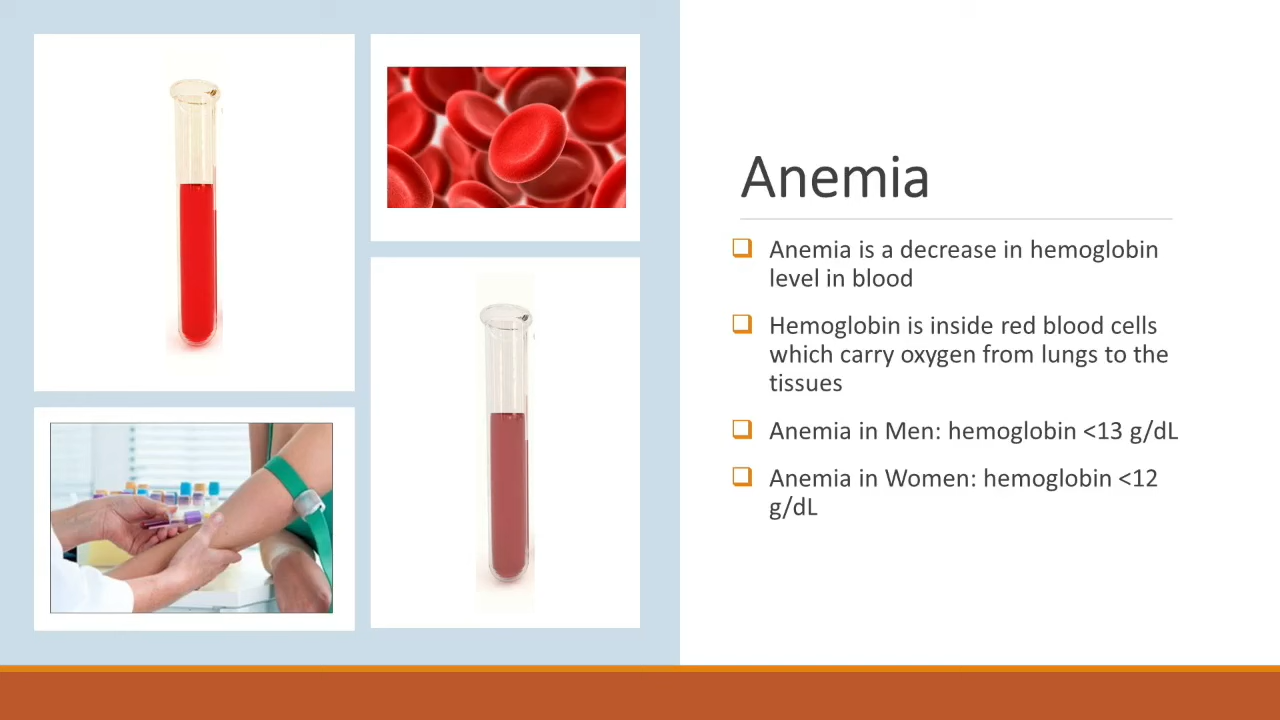 Anemia
Anemia is a decrease in hemoglobin
level in blood
Hemoglobin is inside red blood cells
which carry oxygen from lungs to the
tissues
Anemia in Men: hemoglobin <13 g/dL
Anemia in Women: hemoglobin <12
g/dL